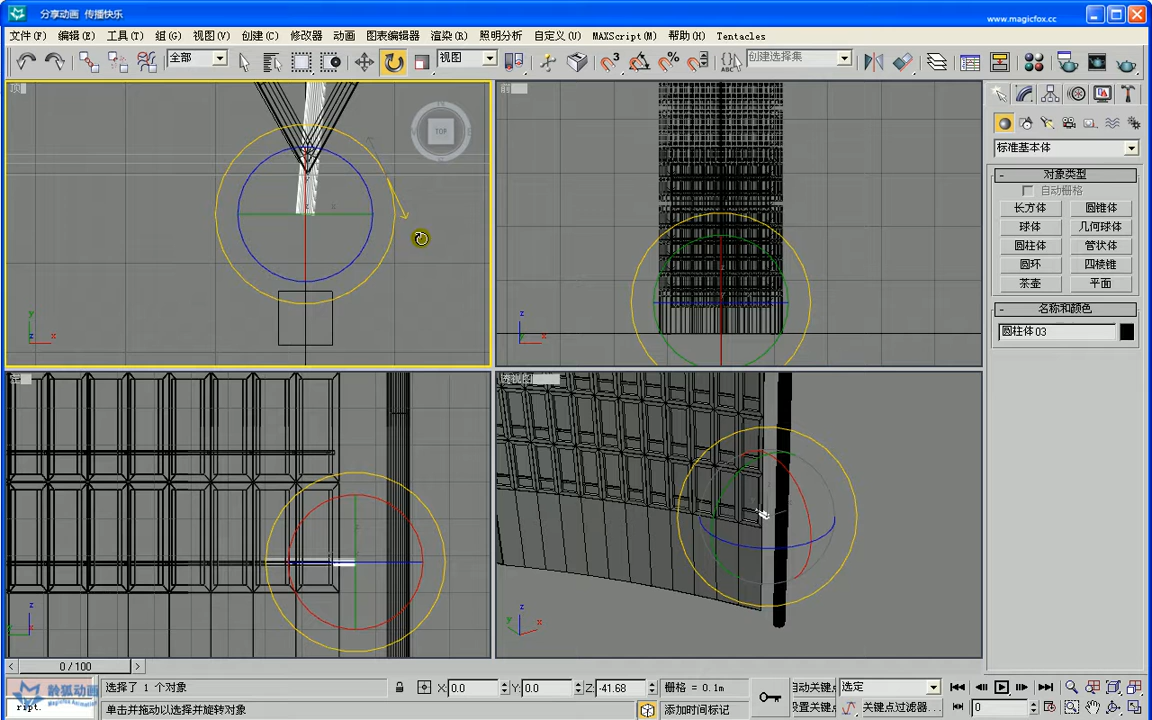 分享动画 传播快乐
www.magicfox.cc
文件(F) 编辑(E) 工具(T) 组(G) 视图(V) 创建(C) 修改器 动画 图表编辑器 渲染(R) 照明分析 自定义(U) MAXScript(M) 帮助(H) Tentacles
全部
视图
创建选择集
顶
前
TOP
标准基本体
- 对象类型
自动栅格
长方体 圆锥体
球体 几何球体
圆柱体 管状体
圆环 四棱锥
茶壶 平面
- 名称和颜色
圆柱体03
左
透视图
0 / 100
选择了 1 个对象
X: 0.0 Y: 0.0 Z: -41.68
栅格 = 0.1m
自动关键点
选定
龄狐动画
ript.
单击并拖动以选择并旋转对象
添加时间标记
设置关键点
关键点过滤器...
0